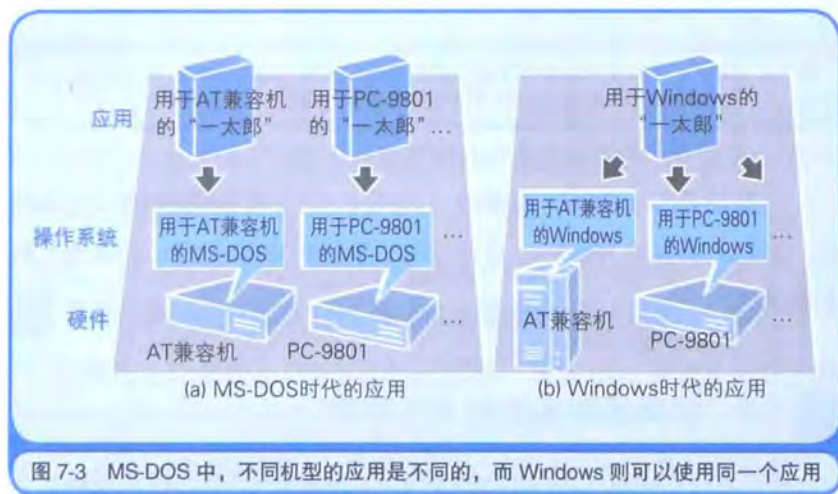 应用
用于AT兼容机
的“一太郎”
用于PC-9801
的“一太郎”…
用于Windows的
“一太郎”
操作系统
用于AT兼容机
的MS-DOS
用于PC-9801
的MS-DOS
…
用于AT兼容机
的Windows
用于PC-9801
的Windows
…
硬件
AT兼容机
PC-9801
…
AT兼容机
PC-9801
…
(a) MS-DOS时代的应用
(b) Windows时代的应用
图 7-3 MS-DOS 中，不同机型的应用是不同的，而 Windows 则可以使用同一个应用